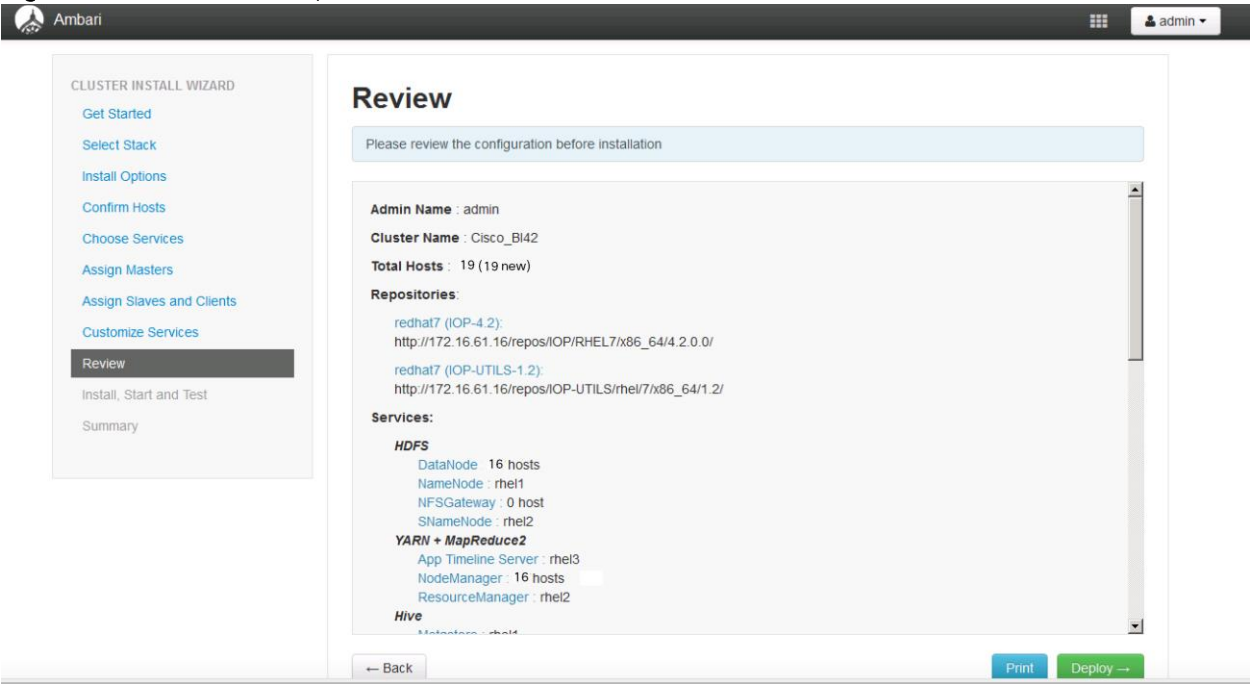 Ambari
admin
CLUSTER INSTALL WIZARD
Get Started
Select Stack
Install Options
Confirm Hosts
Choose Services
Assign Masters
Assign Slaves and Clients
Customize Services
Review
Install, Start and Test
Summary
Review
Please review the configuration before installation
Admin Name : admin
Cluster Name : Cisco_BI42
Total Hosts : 19 (19 new)
Repositories:
redhat7 (IOP-4.2):
http://172.16.61.16/repos/IOP/RHEL7/x86_64/4.2.0.0/
redhat7 (IOP-UTILS-1.2):
http://172.16.61.16/repos/IOP-UTILS/rhel/7/x86_64/1.2/
Services:
HDFS
DataNode 16 hosts
NameNode : rhel1
NFSGateway : 0 host
SNameNode : rhel2
YARN + MapReduce2
App Timeline Server : rhel3
NodeManager : 16 hosts
ResourceManager : rhel2
Hive
← Back
Print
Deploy →